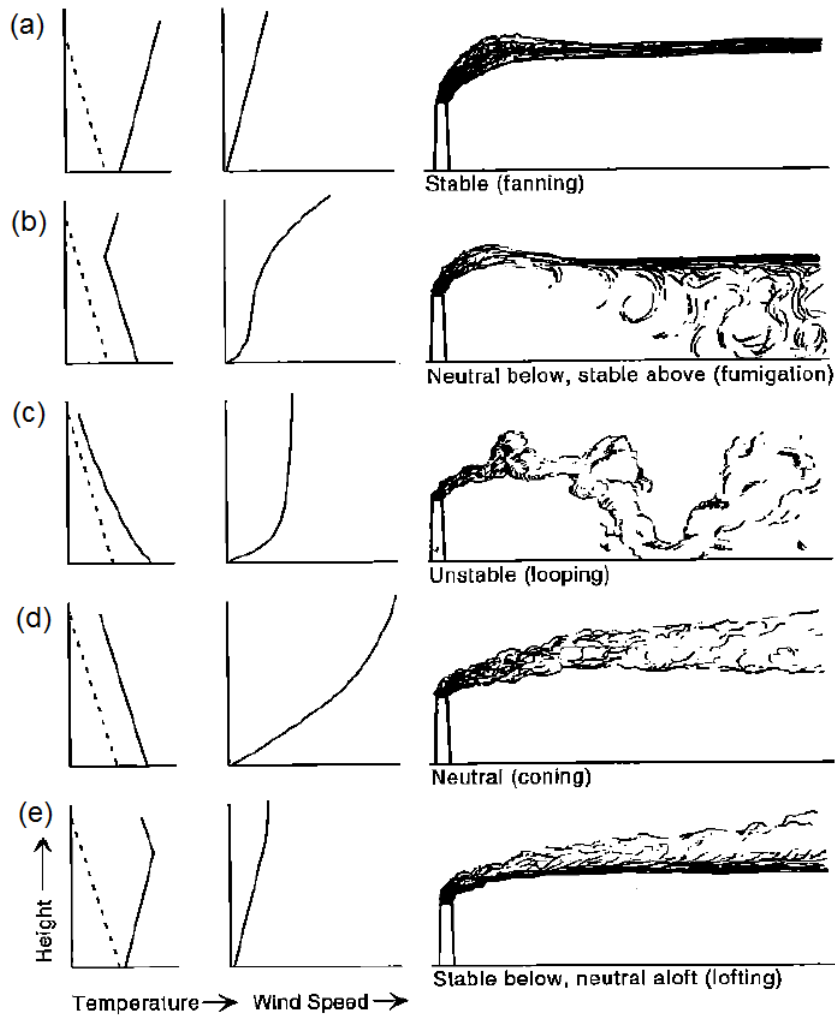 (a)
Stable (fanning)
(b)
Neutral below, stable above (fumigation)
(c)
Unstable (looping)
(d)
Neutral (coning)
(e)
Height
Stable below, neutral aloft (lofting)
Temperature Wind Speed